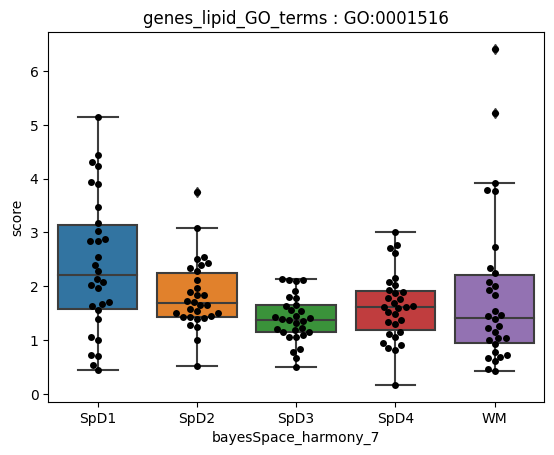 genes_lipid_GO_terms : GO:0001516
score
6
5
4
3
2
1
0
SpD1 SpD2 SpD3 SpD4 WM
bayesSpace_harmony_7